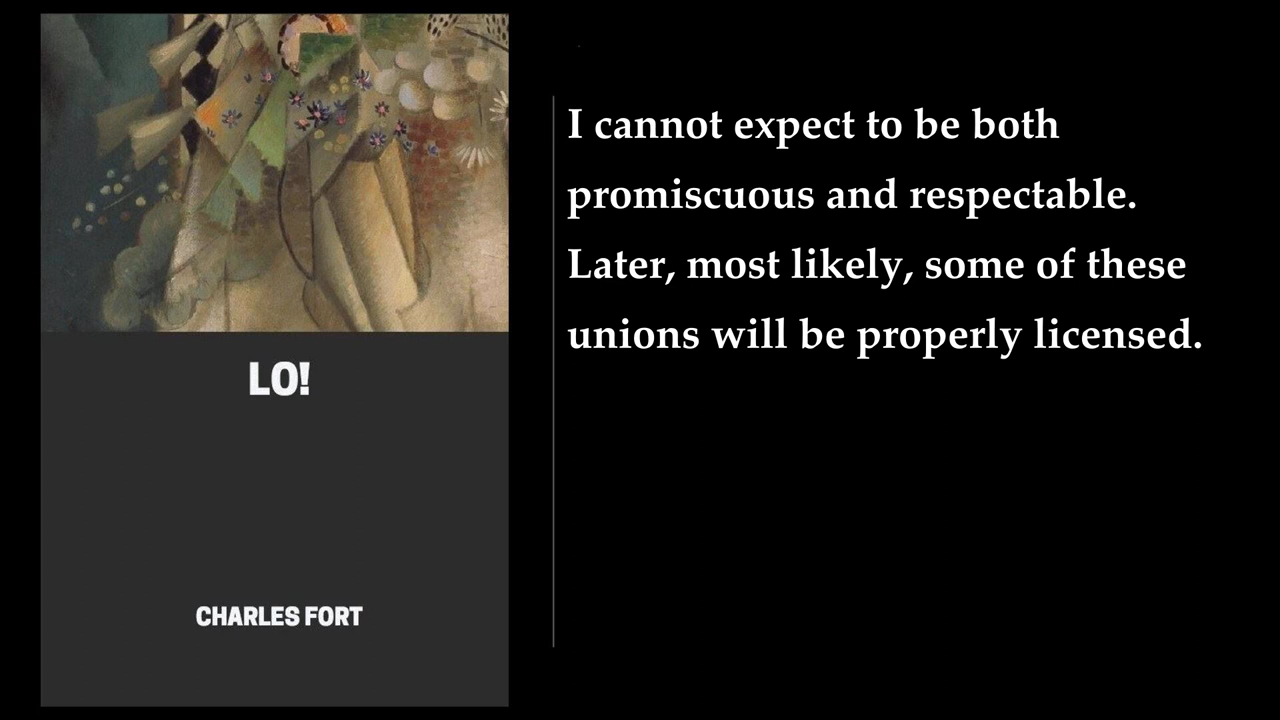 LO!
CHARLES FORT
I cannot expect to be both
promiscuous and respectable.
Later, most likely, some of these
unions will be properly licensed.